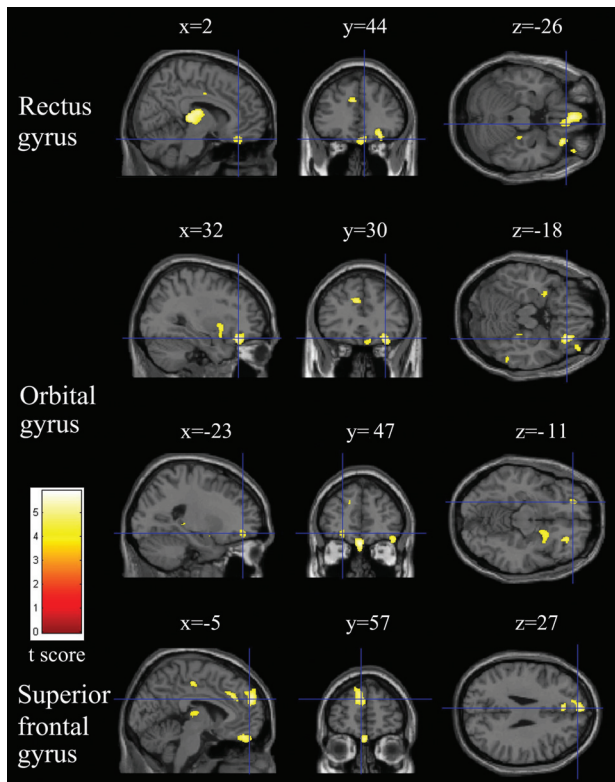 x=2 y=44 z=-26
Rectus
gyrus
x=32 y=30 z=-18
Orbital
gyrus
x=-23 y= 47 z=-11
5
4
3
2
1
0
t score
x=-5 y=57 z=27
Superior
frontal
gyrus